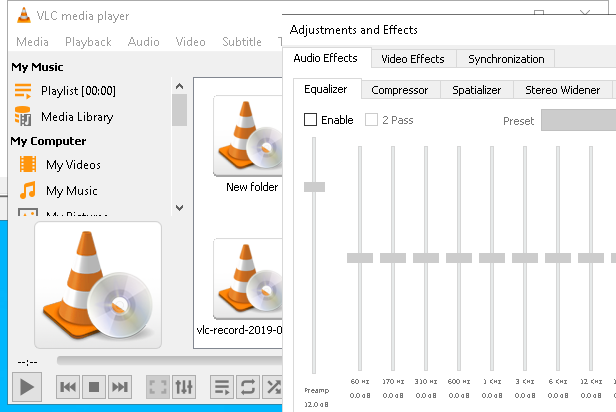 VLC media player
Media Playback Audio Video Subtitle
My Music
Playlist [00:00]
Media Library
My Computer
My Videos
My Music
My Pictures
New folder
vlc-record-2019-0
--:--
Adjustments and Effects
Audio Effects Video Effects Synchronization
Equalizer Compressor Spatializer Stereo Widener
Enable 2 Pass Preset
60 Hz 170 Hz 310 Hz 600 Hz 1 KHz 3 KHz 6 KHz 12 KHz
Preamp 0.0 dB 0.0 dB 0.0 dB 0.0 dB 0.0 dB 0.0 dB 0.0 dB 0.0 dB
12.0 dB